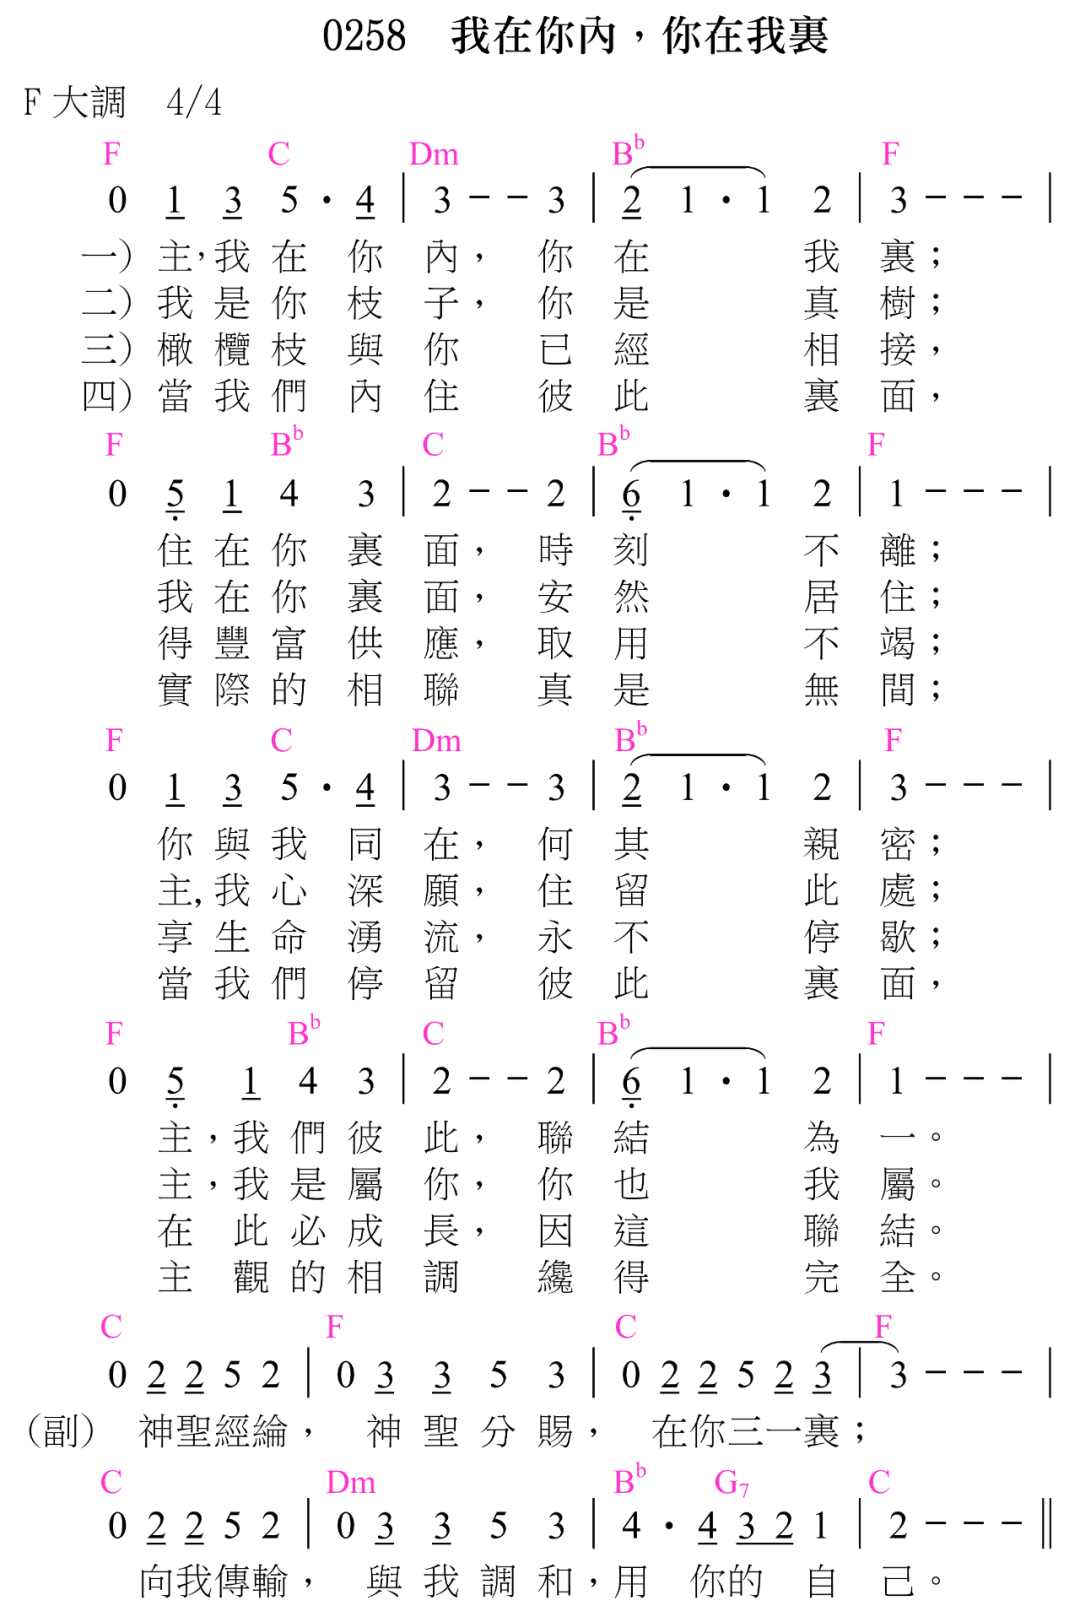 0258 我在你內，你在我裏
F 大調 4/4
F C Dm Bb F
0 1 3 5 · 4 | 3 - - 3 | 2 1 · 1 2 | 3 - - - |
一) 主，我在你內，你在我裏；
二) 我是你枝子，你是真樹；
三) 橄欖枝與你已經相接，
四) 當我們內住彼此裏面，
F Bb C Bb F
0 5 1 4 3 | 2 - - 2 | 6 1 · 1 2 | 1 - - - |
住在你裏面，時刻不離；
我在你裏面，安然居住；
得豐富供應，取用不竭；
實際的相聯真是無間；
F C Dm Bb F
0 1 3 5 · 4 | 3 - - 3 | 2 1 · 1 2 | 3 - - - |
你與我同在，何其親密；
主,我心深願，住留此處；
享生命湧流，永不停歇；
當我們停留彼此裏面，
F Bb C Bb F
0 5 1 4 3 | 2 - - 2 | 6 1 · 1 2 | 1 - - - |
主，我們彼此，聯結為一。
主，我是屬你，你也我屬。
在此必成長，因這聯結。
主觀的相調纔得完全。
C F C F
0 2 2 5 2 | 0 3 3 5 3 | 0 2 2 5 2 3 | 3 - - - |
(副) 神聖經綸，神聖分賜，在你三一裏；
C Dm Bb G7 C
0 2 2 5 2 | 0 3 3 5 3 | 4 · 4 3 2 1 | 2 - - - ‖
向我傳輸，與我調和，用你的自己。